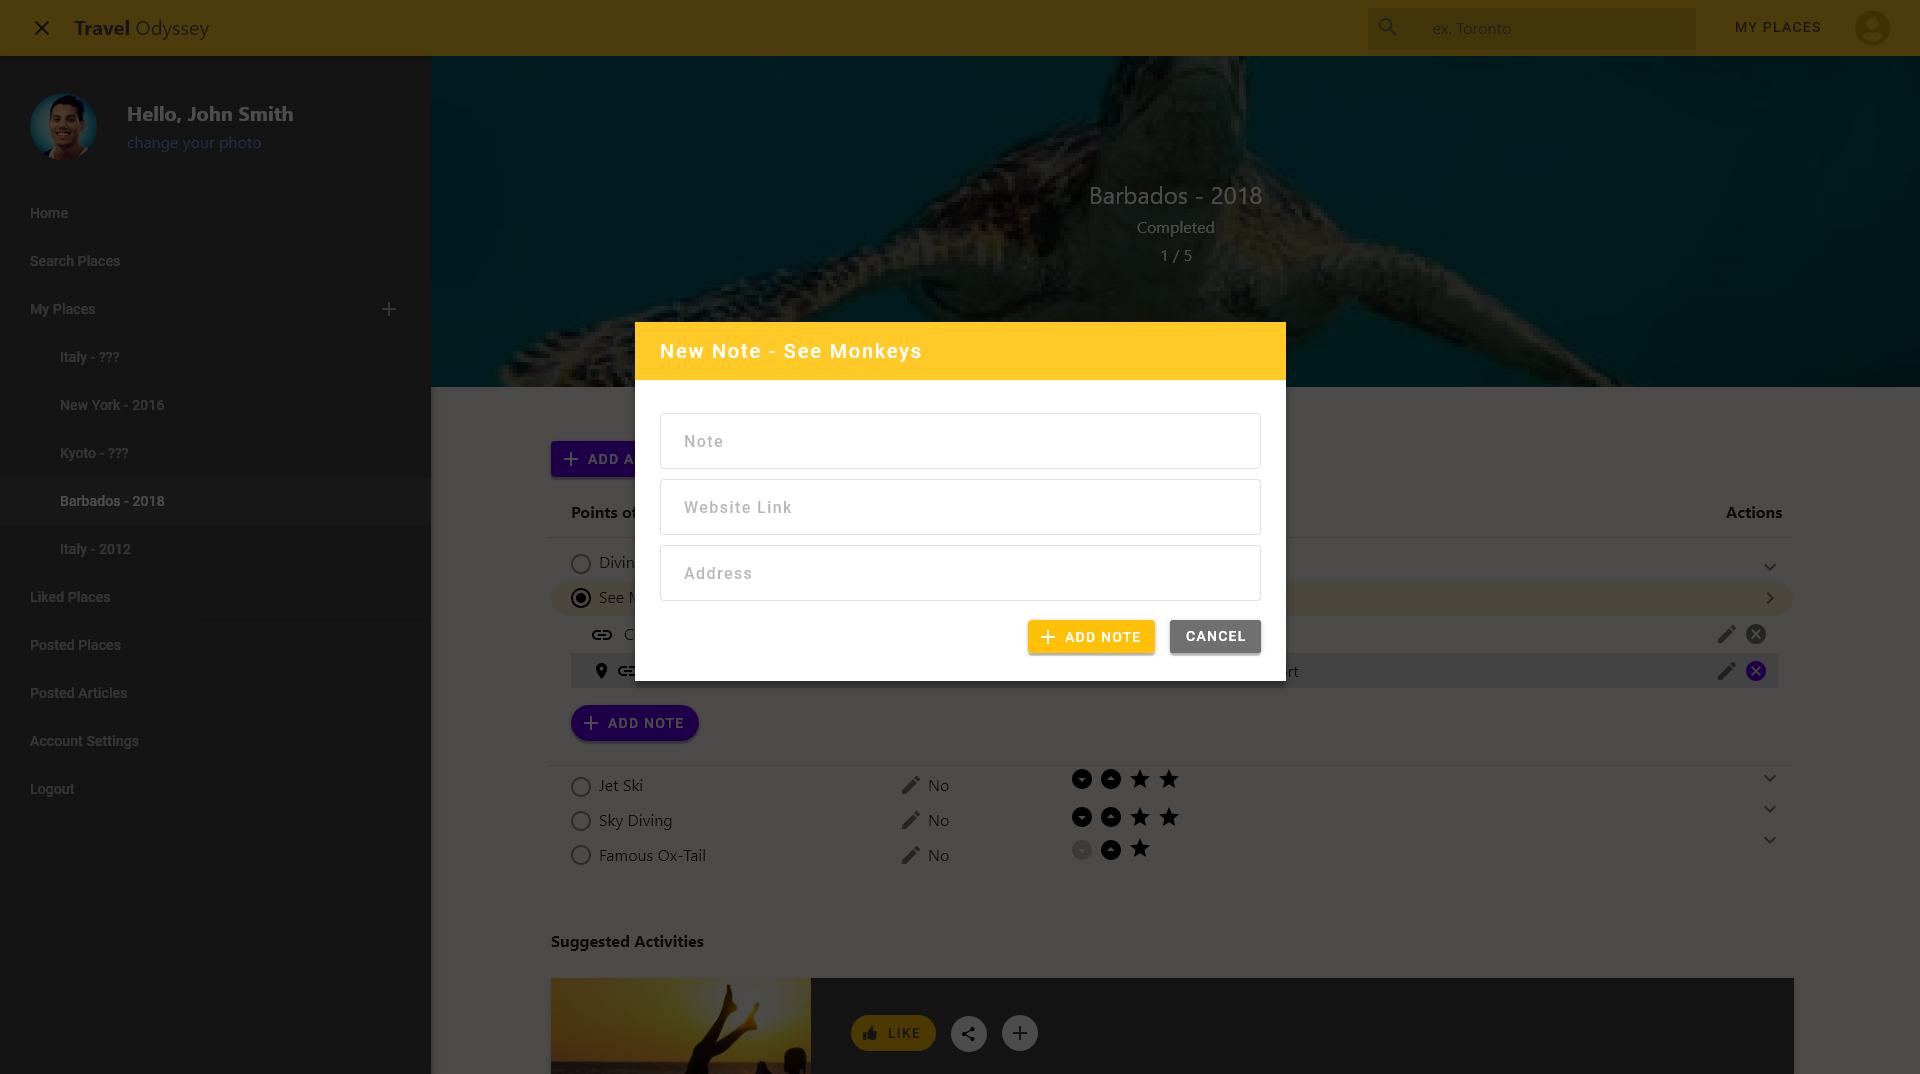 Travel Odyssey
ex. Toronto
MY PLACES
Hello, John Smith
change your photo
Home
Search Places
My Places
Italy - ???
New York - 2016
Kyoto - ???
Barbados - 2018
Italy - 2012
Liked Places
Posted Places
Posted Articles
Account Settings
Logout
Barbados - 2018
Completed
1 / 5
New Note - See Monkeys
Note
Website Link
Address
ADD NOTE
CANCEL
ADD
Points
Actions
See
ADD NOTE
Jet Ski No
Sky Diving No
Famous Ox-Tail No
Suggested Activities
LIKE